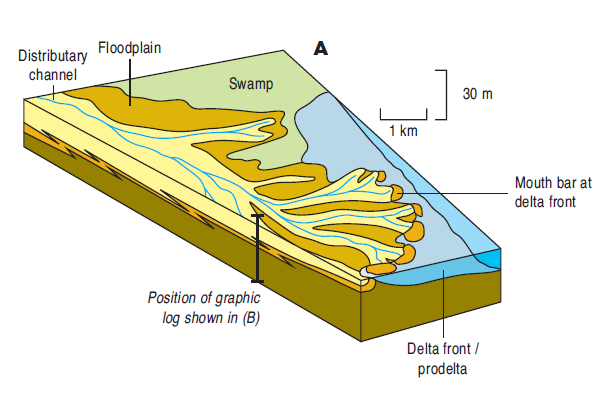 A
Distributary
channel
Floodplain
Swamp
30 m
1 km
Mouth bar at
delta front
Position of graphic
log shown in (B)
Delta front /
prodelta